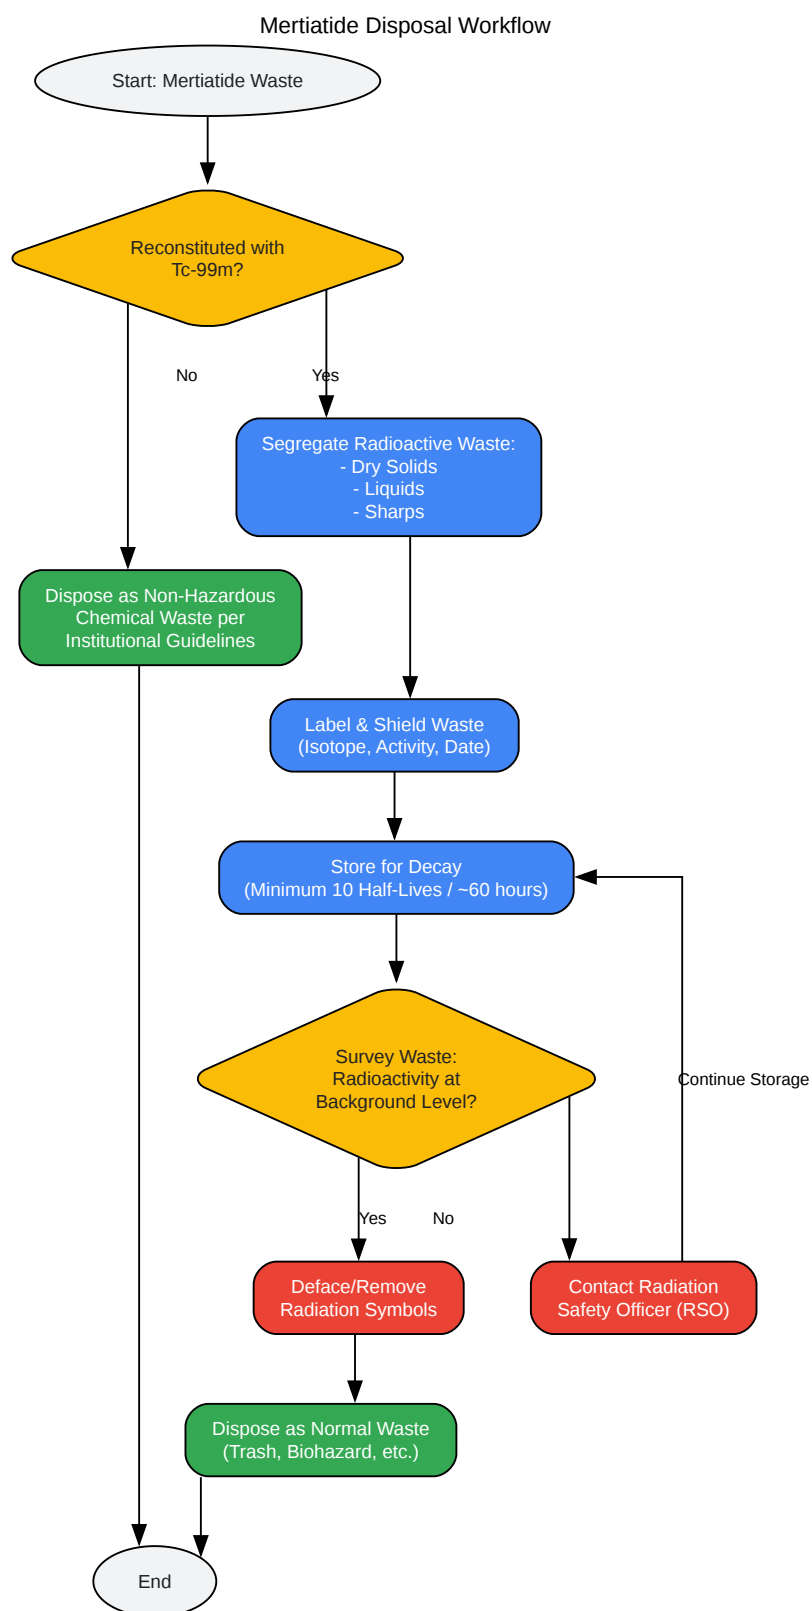 Mertiatide Disposal Workflow
Start: Mertiatide Waste
Reconstituted with
Tc-99m?
No
Yes
Segregate Radioactive Waste:
- Dry Solids
- Liquids
- Sharps
Dispose as Non-Hazardous
Chemical Waste per
Institutional Guidelines
Label & Shield Waste
(Isotope, Activity, Date)
Store for Decay
(Minimum 10 Half-Lives / ~60 hours)
Survey Waste:
Radioactivity at
Background Level?
Continue Storage
Yes
No
Deface/Remove
Radiation Symbols
Contact Radiation
Safety Officer (RSO)
Dispose as Normal Waste
(Trash, Biohazard, etc.)
End